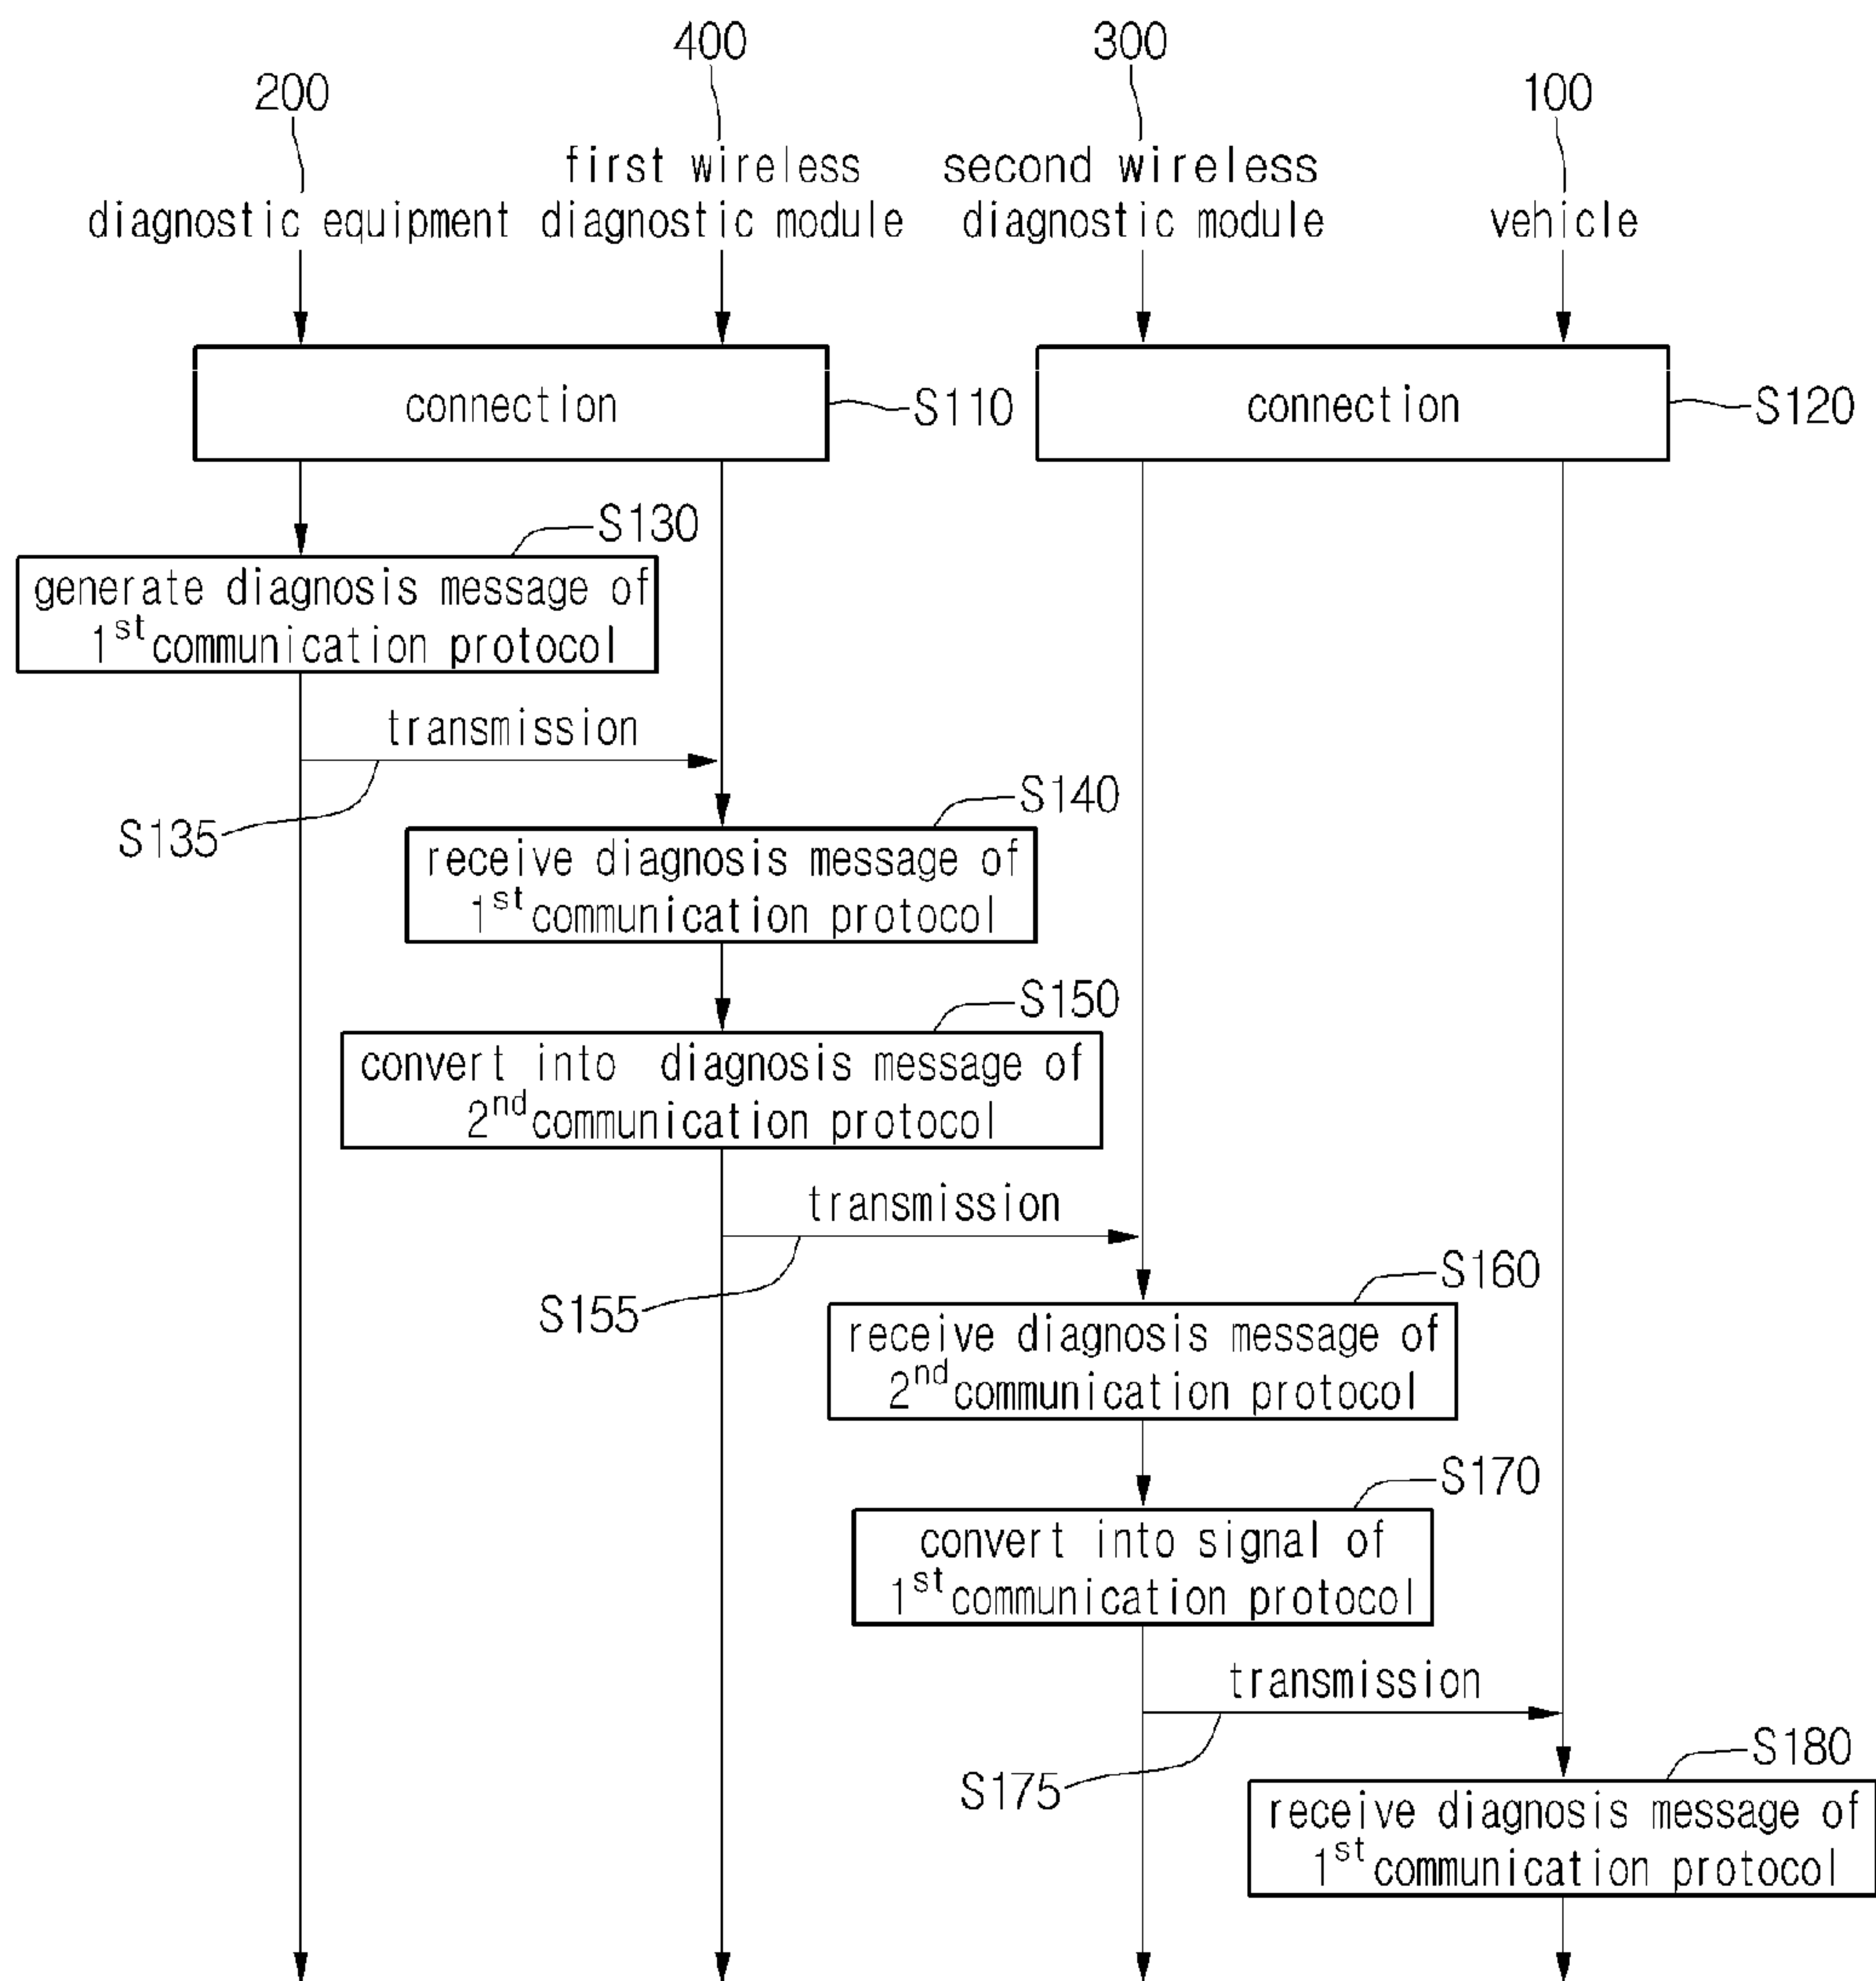 400
300
200
100
first wireless
second wireless
diagnostic equipment
diagnostic module
diagnostic module
vehicle
connection
S110
connection
S120
S130
generate diagnosis message of
1st communication protocol
transmission
S135
S140
receive diagnosis message of
1st communication protocol
S150
convert into diagnosis message of
2nd communication protocol
transmission
S155
S160
receive diagnosis message of
2nd communication protocol
S170
convert into signal of
1st communication protocol
transmission
S175
S180
receive diagnosis message of
1st communication protocol